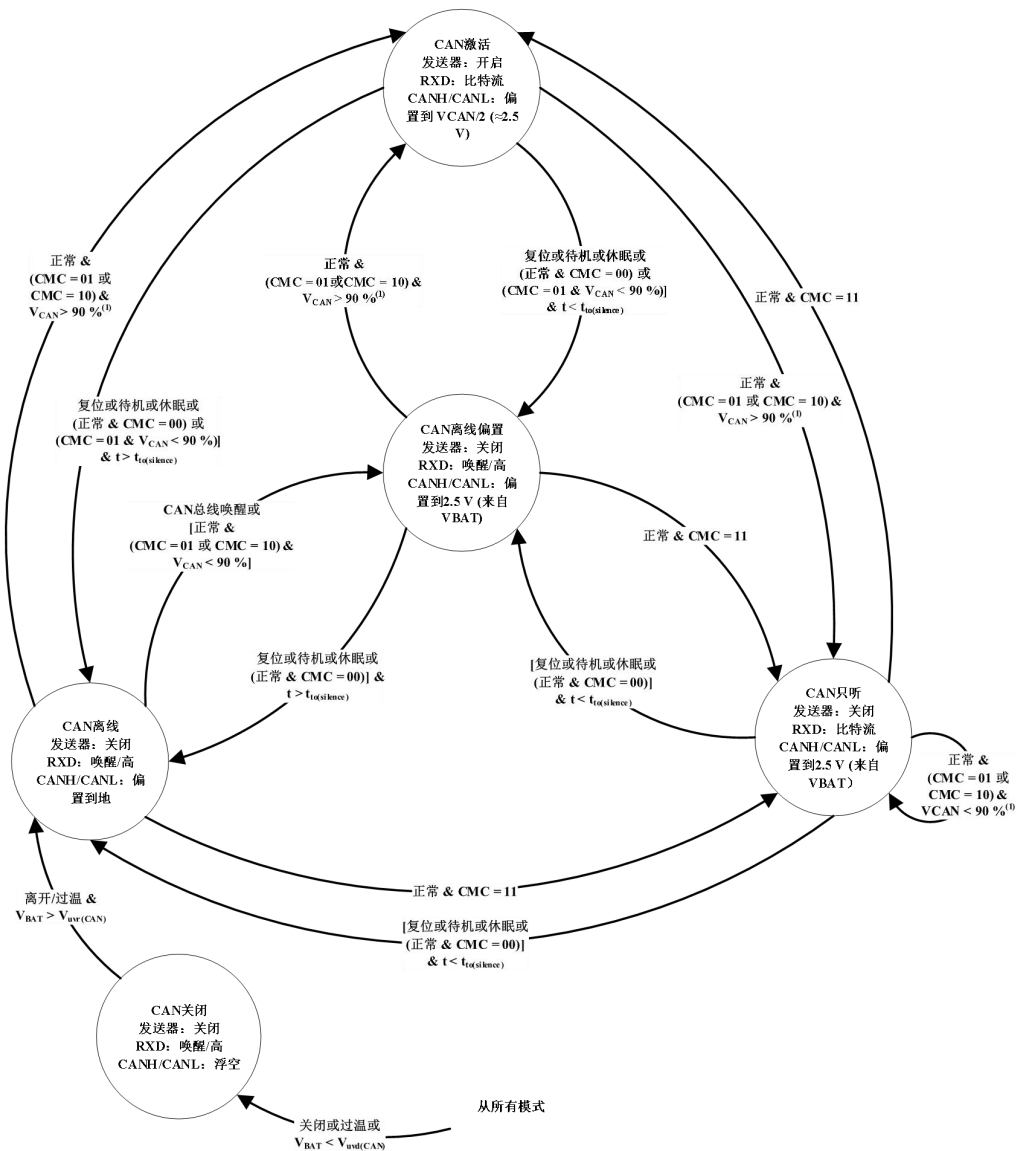 CAN激活
发送器：开启
RXD：比特流
CANH/CANL：偏
置到 VCAN/2 (≈2.5
V)
正常 &
(CMC = 01 或
CMC = 10) &
VCAN > 90 %(1)
正常 &
(CMC = 01或CMC = 10) &
VCAN > 90 %(1)
复位或待机或休眠或
(正常 & CMC = 00) 或
(CMC = 01 & VCAN < 90 %)]
& t < tto(silence)
正常 & CMC = 11
复位或待机或休眠或
(正常 & CMC = 00) 或
(CMC = 01 & VCAN < 90 %)]
& t > tto(silence)
正常 &
(CMC = 01 或 CMC = 10) &
VCAN > 90 %(1)
CAN离线偏置
发送器：关闭
RXD：唤醒/高
CANH/CANL：偏
置到2.5 V (来自
VBAT)
CAN总线唤醒或
[正常 &
(CMC = 01 或 CMC = 10) &
VCAN < 90 %]
正常 & CMC = 11
复位或待机或休眠或
(正常 & CMC = 00)] &
t > tto(silence)
[复位或待机或休眠或
(正常 & CMC = 00)]
& t < tto(silence)
CAN离线
发送器：关闭
RXD：唤醒/高
CANH/CANL：偏
置到地
CAN只听
发送器：关闭
RXD：比特流
CANH/CANL：偏
置到2.5 V (来自
VBAT）
正常 &
(CMC = 01 或
CMC = 10) &
VCAN < 90 %(1)
正常 & CMC = 11
离开/过温 &
VBAT > Vuvr(CAN)
[复位或待机或休眠或
(正常 & CMC = 00)]
& t < tto(silence)
CAN关闭
发送器：关闭
RXD：唤醒/高
CANH/CANL：浮空
从所有模式
关闭或过温或
VBAT < Vuvd(CAN)